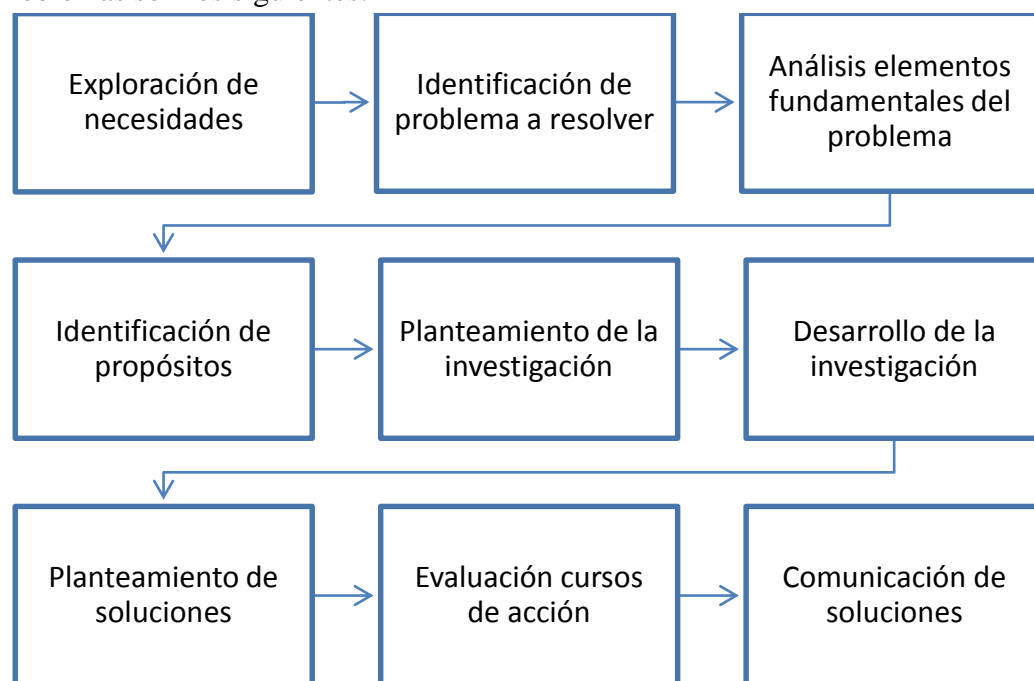 Exploración de
necesidades
Identificación de
problema a resolver
Análisis elementos
fundamentales del
problema
Identificación de
propósitos
Planteamiento de la
investigación
Desarrollo de la
investigación
Planteamiento de
soluciones
Evaluación cursos
de acción
Comunicación de
soluciones